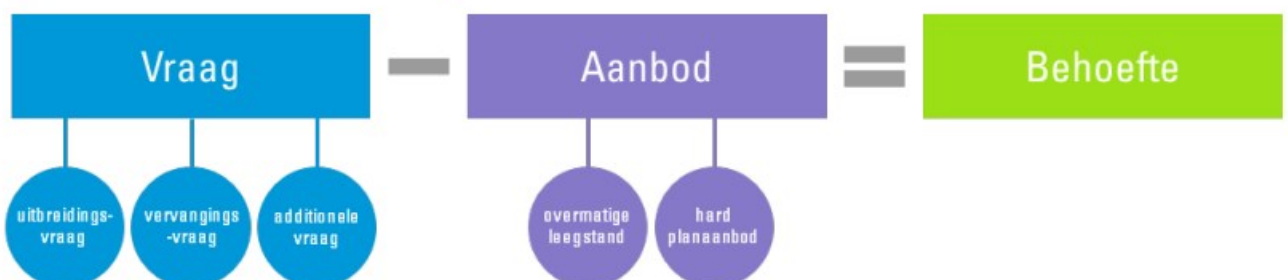 Vraag
Aanbod
Behoefte
uitbreidings-
vraag
vervangings
-vraag
additionele
vraag
overmatige
leegstand
hard
planaanbod